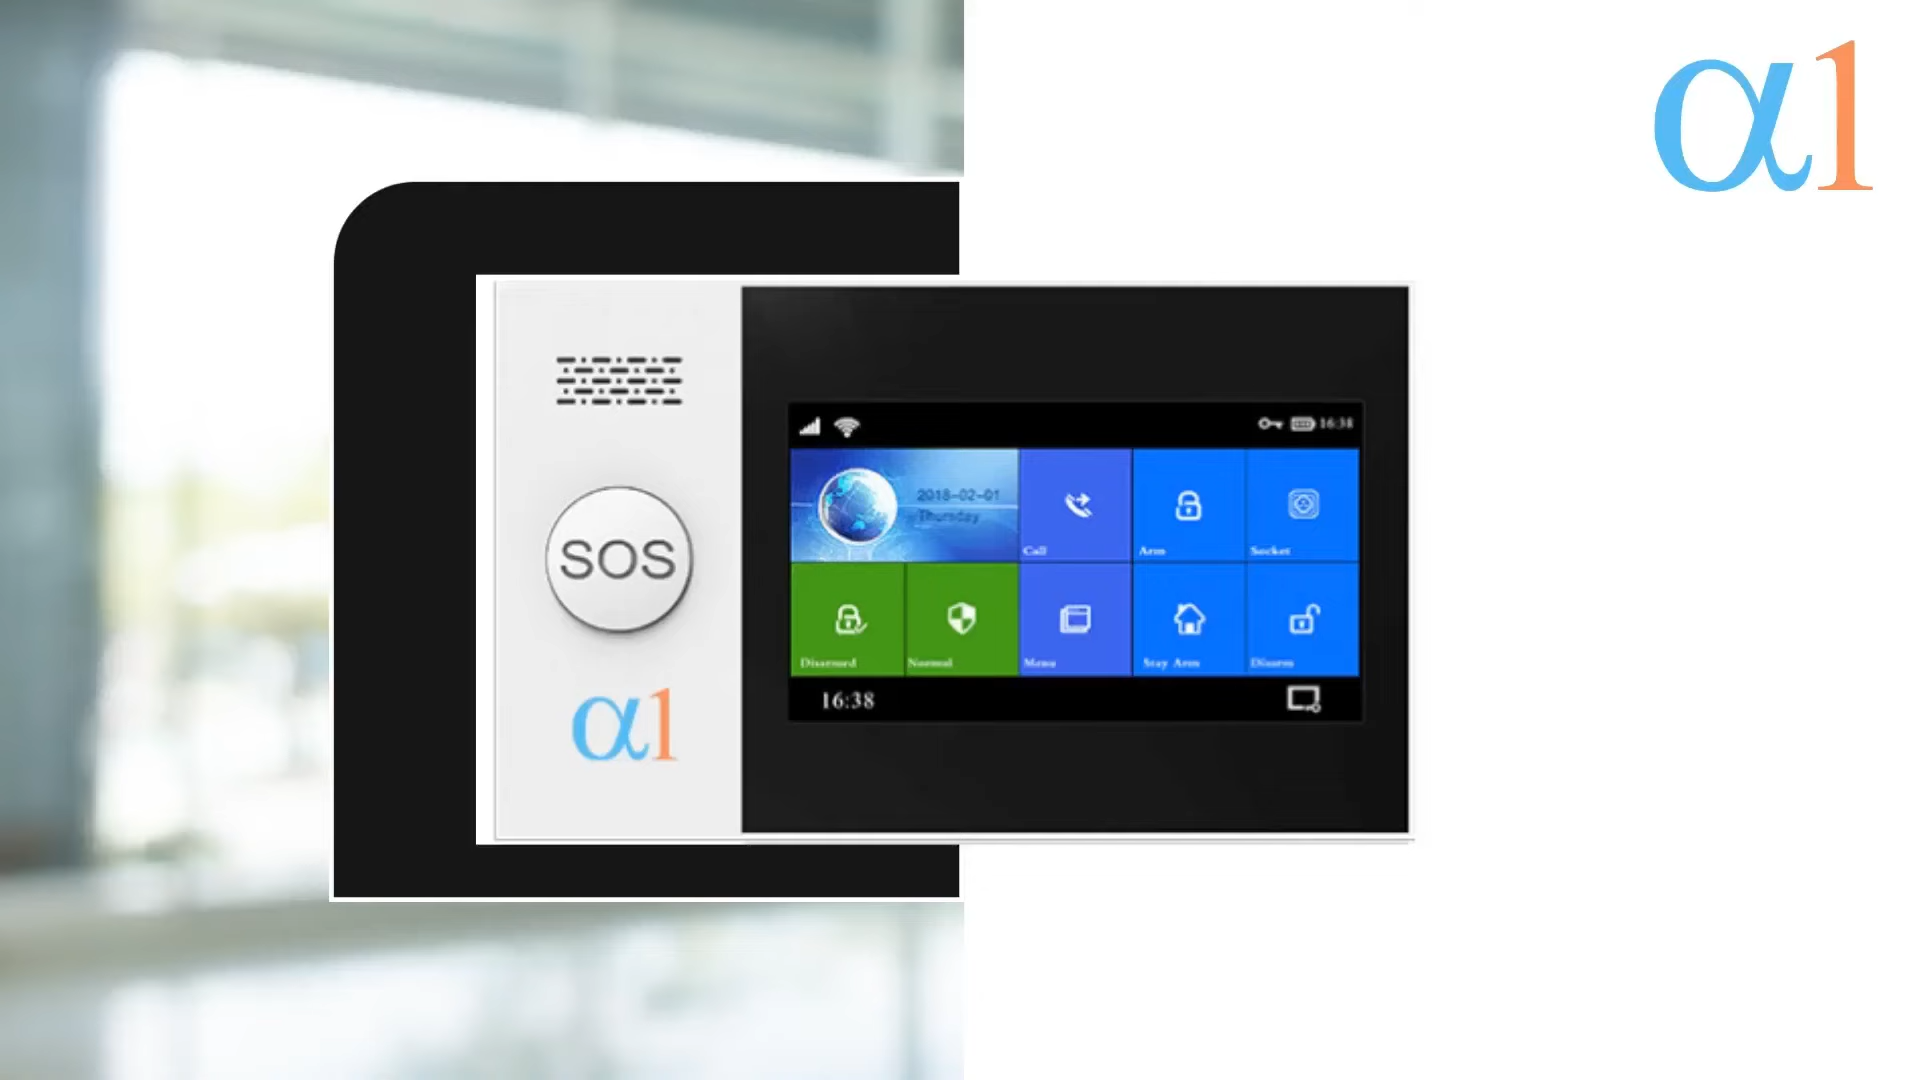 α1
16:38
2018-02-01
Thursday
Call
Arm
Socket
SOS
Disarmed
Normal
Menu
Stay Arm
Disarm
α1
16:38